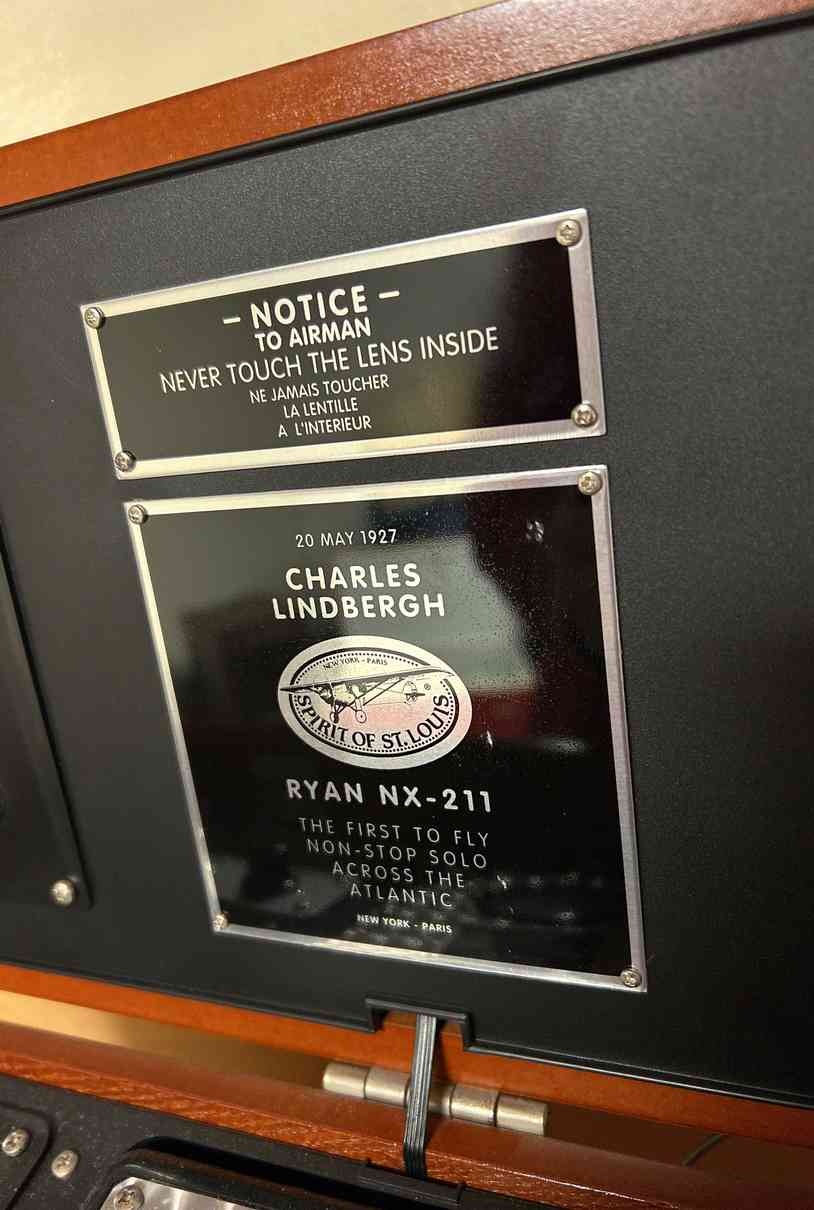 – NOTICE –
TO AIRMAN
NEVER TOUCH THE LENS INSIDE
NE JAMAIS TOUCHER
LA LENTILLE
A L'INTERIEUR
20 MAY 1927
CHARLES
LINDBERGH
NEW YORK - PARIS
®
SPIRIT OF ST. LOUIS
RYAN NX-211
THE FIRST TO FLY
NON-STOP SOLO
ACROSS THE
ATLANTIC
NEW YORK - PARIS